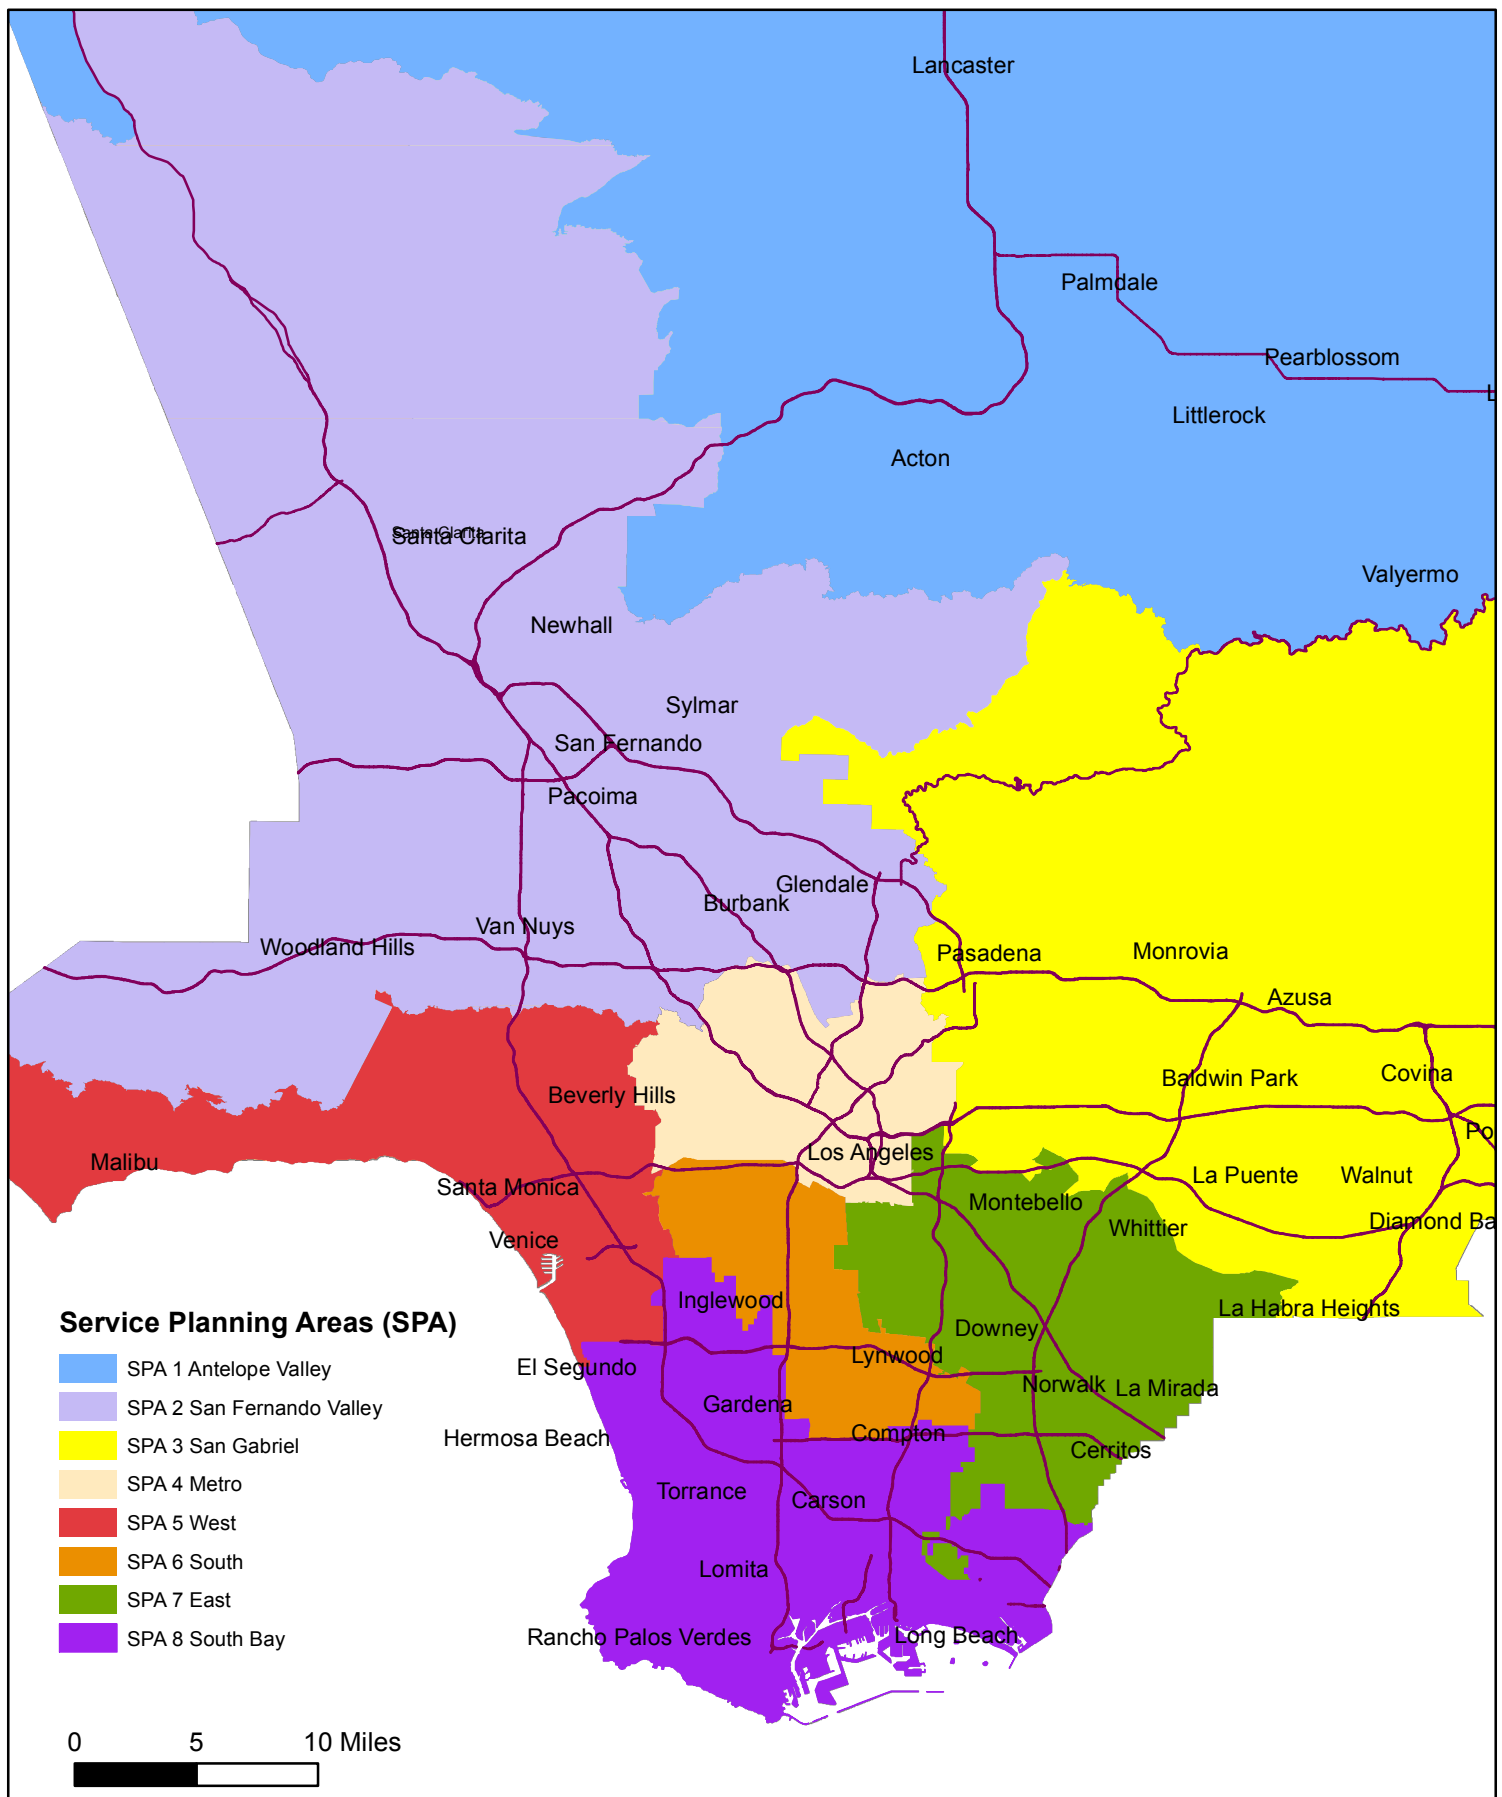 Lancaster
Palmdale
Pearblossom
L
Littlerock
Acton
Santa Clarita
Santa Clarita
Valyermo
Newhall
Sylmar
San Fernando
Pacoima
Glendale
Burbank
Van Nuys
Woodland Hills
Pasadena
Monrovia
Azusa
Covina
Baldwin Park
Beverly Hills
Po
Los Angeles
Malibu
La Puente
Walnut
Santa Monica
Montebello
Diamond Ba
Whittier
Venice
Inglewood
La Habra Heights
Downey
Lynwood
El Segundo
Norwalk
La Mirada
Gardena
Compton
Hermosa Beach
Cerritos
Torrance
Carson
Lomita
Rancho Palos Verdes
Long Beach
Service Planning Areas (SPA)
SPA 1 Antelope Valley
SPA 2 San Fernando Valley
SPA 3 San Gabriel
SPA 4 Metro
SPA 5 West
SPA 6 South
SPA 7 East
SPA 8 South Bay
0 5 10 Miles